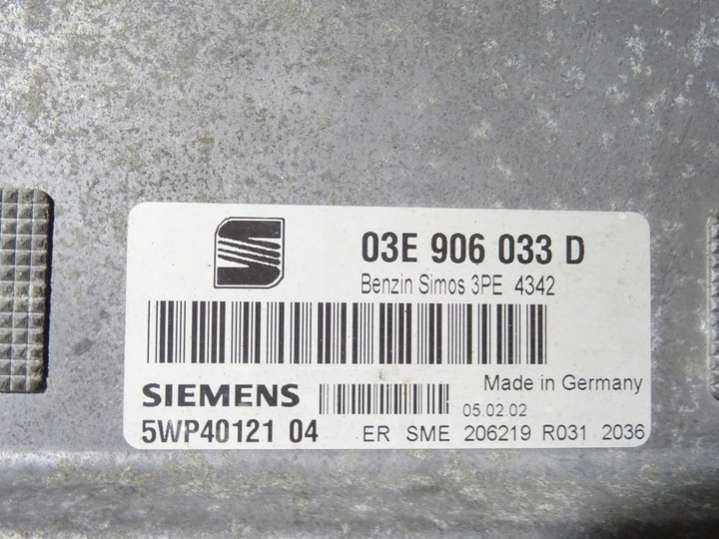 03E 906 033 D
Benzin Simos 3PE 4342
SIEMENS
Made in Germany
05.02.02
5WP40121 04
ER SME 206219 R031 2036